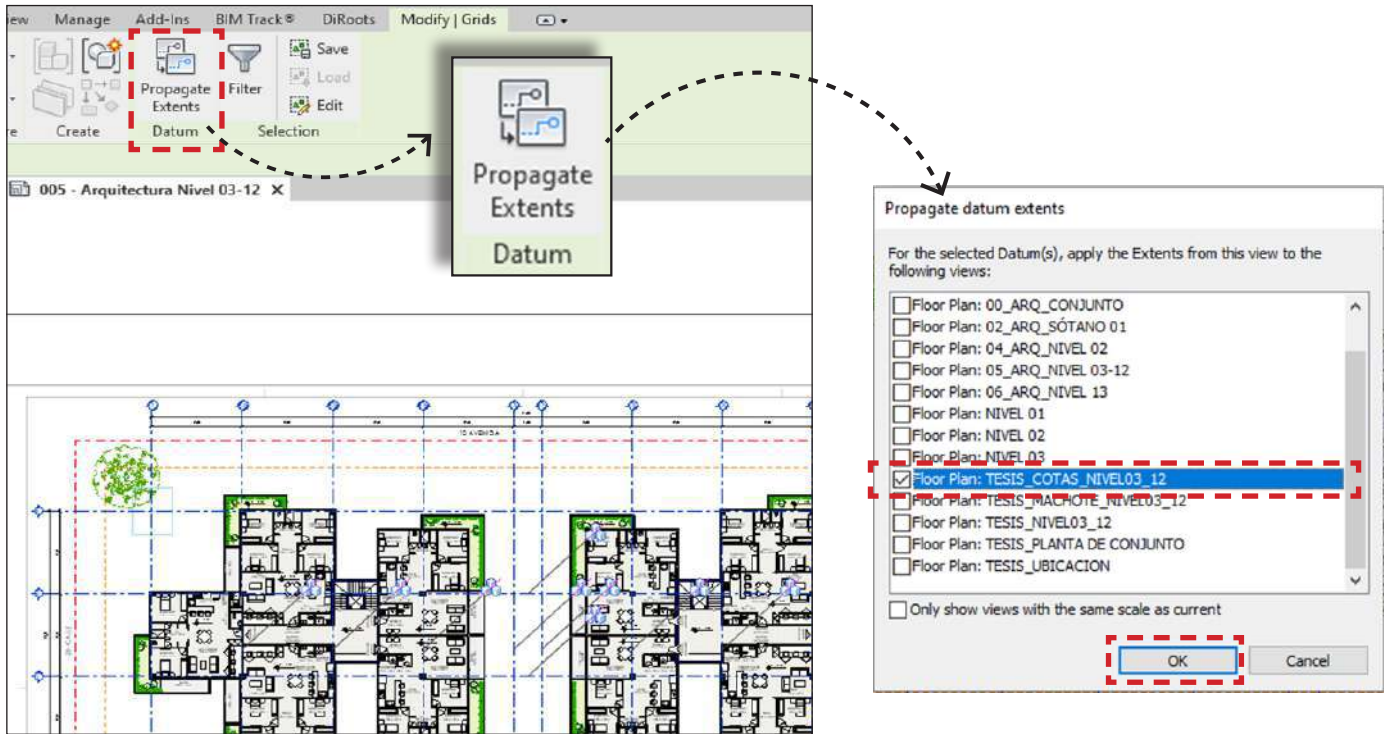 iew Manage Add-Ins BIM Track® DiRoots Modify | Grids
Propagate Extents
Filter
Save
Load
Edit
re Create Datum Selection
005 - Arquitectura Nivel 03-12 X
Propagate
Extents
Datum
15 AVENIDA
Propagate datum extents
For the selected Datum(s), apply the Extents from this view to the
following views:
Floor Plan: 00_ARQ_CONJUNTO
Floor Plan: 02_ARQ_SÓTANO 01
Floor Plan: 04_ARQ_NIVEL 02
Floor Plan: 05_ARQ_NIVEL 03-12
Floor Plan: 06_ARQ_NIVEL 13
Floor Plan: NIVEL 01
Floor Plan: NIVEL 02
Floor Plan: NIVEL 03
Floor Plan: TESIS_COTAS_NIVEL03_12
Floor Plan: TESIS_MACHOTE_NIVEL03_12
Floor Plan: TESIS_NIVEL03_12
Floor Plan: TESIS_PLANTA DE CONJUNTO
Floor Plan: TESIS_UBICACION
Only show views with the same scale as current
OK Cancel